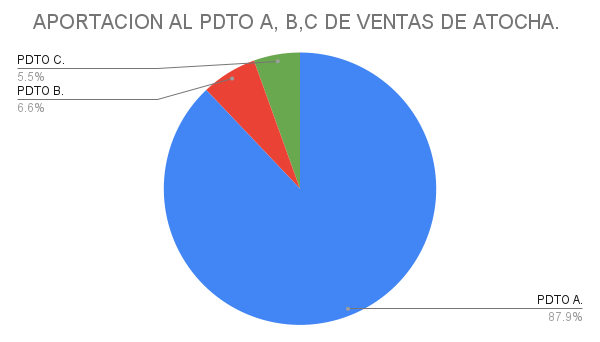 APORTACION AL PDTO A, B,C DE VENTAS DE ATOCHA.
PDTO C.
5.5%
PDTO B.
6.6%
PDTO A.
87.9%